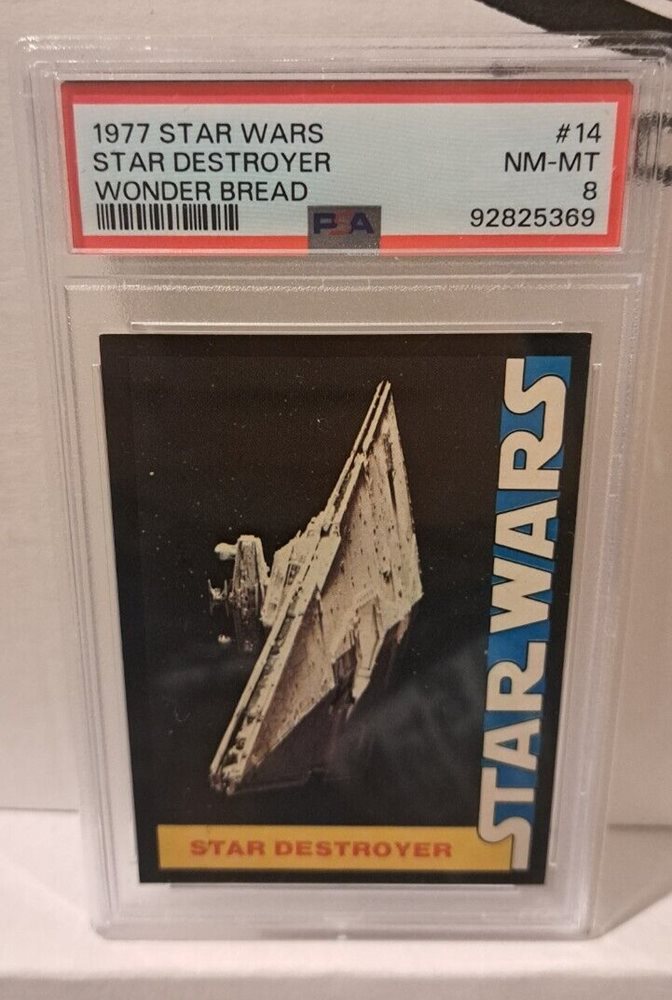 1977 STAR WARS #14
STAR DESTROYER NM-MT
WONDER BREAD 8
PSA 92825369
STAR WARS
STAR DESTROYER